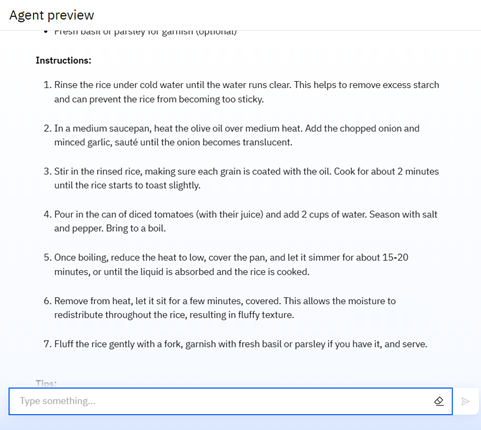 Agent preview
Fresh basil or parsley for garnish (optional)
Instructions:
1. Rinse the rice under cold water until the water runs clear. This helps to remove excess starch
and can prevent the rice from becoming too sticky.
2. In a medium saucepan, heat the olive oil over medium heat. Add the chopped onion and
minced garlic, sauté until the onion becomes translucent.
3. Stir in the rinsed rice, making sure each grain is coated with the oil. Cook for about 2 minutes
until the rice starts to toast slightly.
4. Pour in the can of diced tomatoes (with their juice) and add 2 cups of water. Season with salt
and pepper. Bring to a boil.
5. Once boiling, reduce the heat to low, cover the pan, and let it simmer for about 15-20
minutes, or until the liquid is absorbed and the rice is cooked.
6. Remove from heat, let it sit for a few minutes, covered. This allows the moisture to
redistribute throughout the rice, resulting in fluffy texture.
7. Fluff the rice gently with a fork, garnish with fresh basil or parsley if you have it, and serve.
Tips:
Type something...